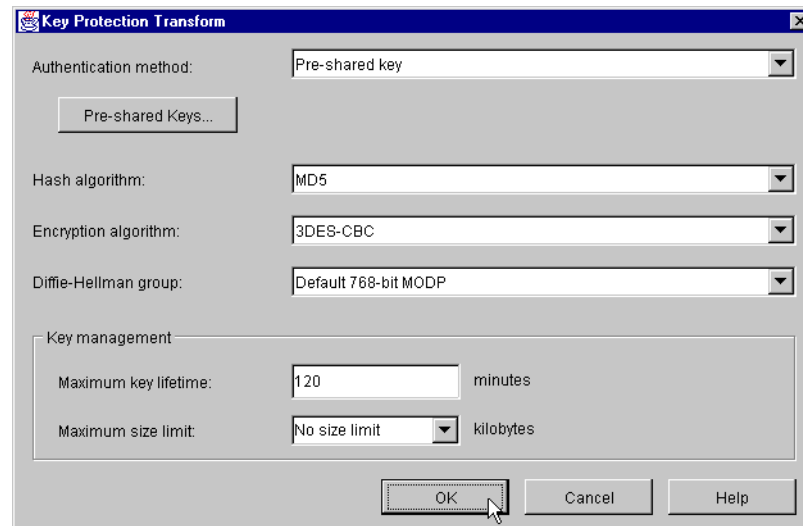 Key Protection Transform
Authentication method: Pre-shared key
Pre-shared Keys...
Hash algorithm: MD5
Encryption algorithm: 3DES-CBC
Diffie-Hellman group: Default 768-bit MODP
Key management
Maximum key lifetime: 120 minutes
Maximum size limit: No size limit kilobytes
OK Cancel Help